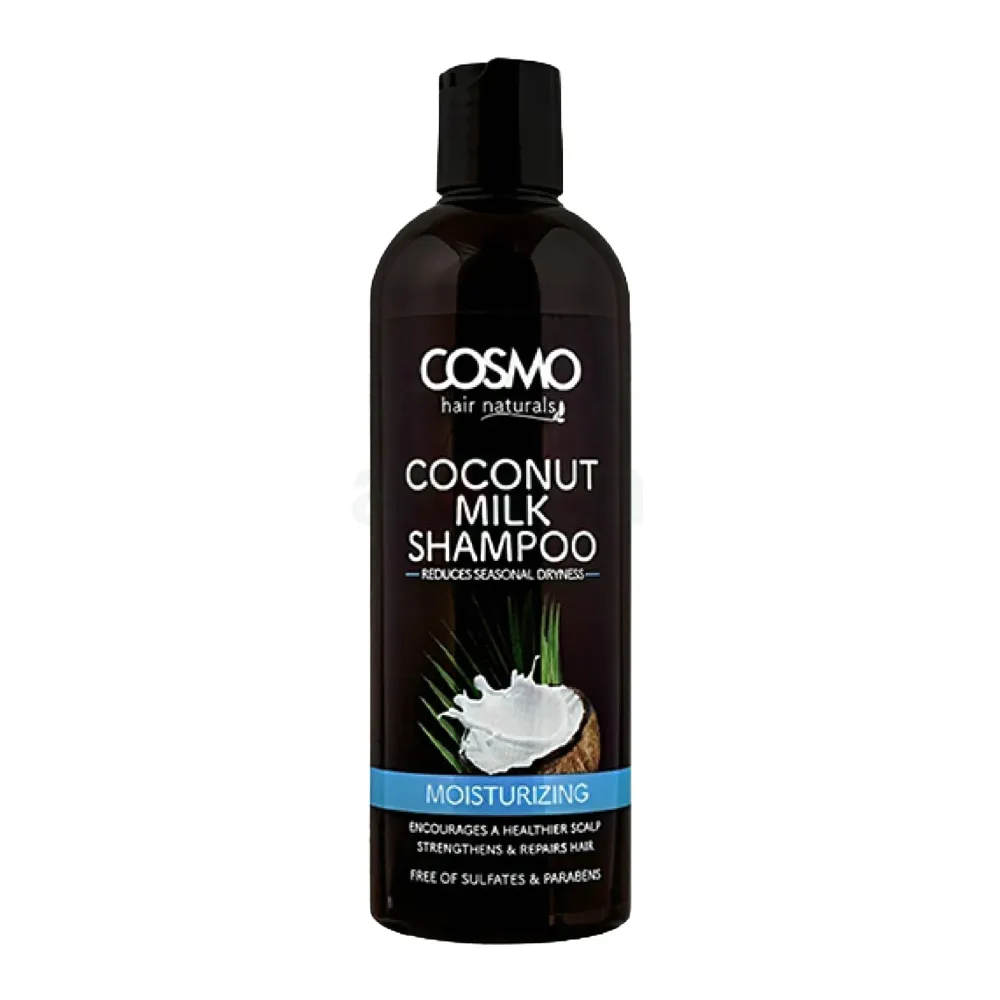 COSMO
hair naturals
COCONUT
MILK
SHAMPOO
REDUCES SEASONAL DRYNESS
MOISTURIZING
ENCOURAGES A HEALTHIER SCALP
STRENGTHENS & REPAIRS HAIR
FREE OF SULFATES & PARABENS